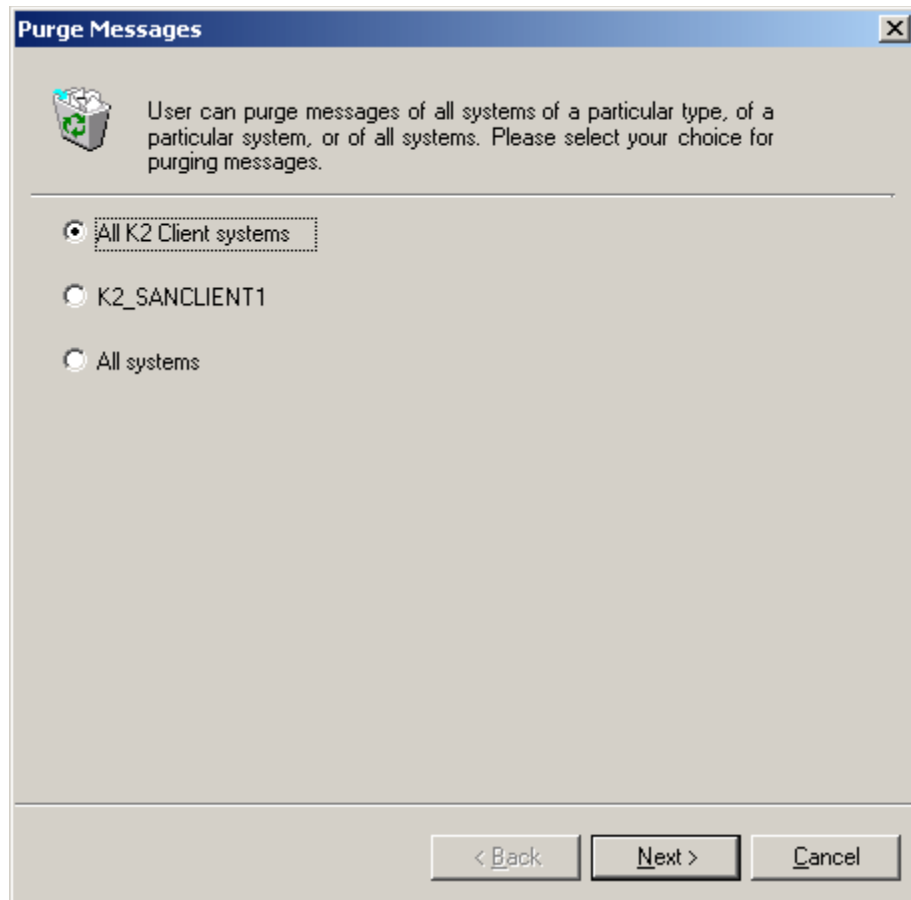 Purge Messages
User can purge messages of all systems of a particular type, of a
particular system, or of all systems. Please select your choice for
purging messages.
All K2 Client systems
K2_SANCLIENT1
All systems
< Back
Next >
Cancel